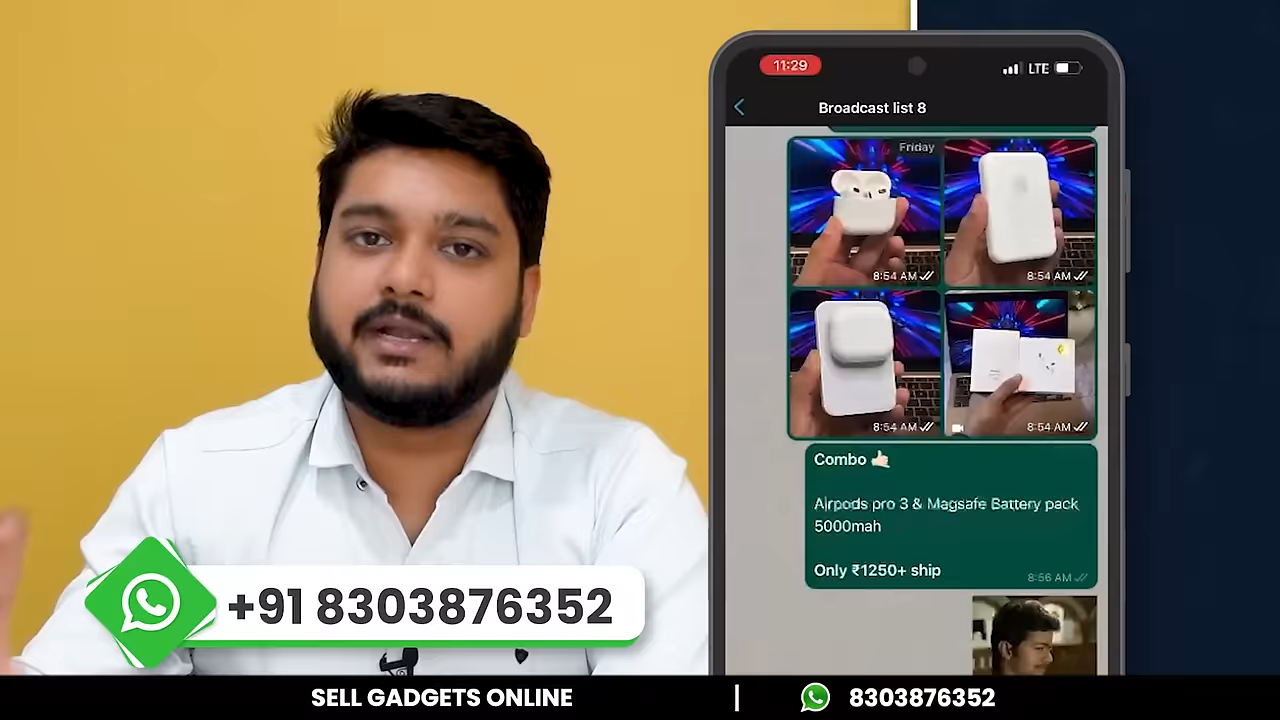 11:29
LTE
Broadcast list 8
Friday
8:54 AM
8:54 AM
8:54 AM
8:54 AM
Combo 🤙🏻
Airpods pro 3 & Magsafe Battery pack
5000mah
Only ₹1250+ ship
8:56 AM
+91 8303876352
SELL GADGETS ONLINE | 8303876352